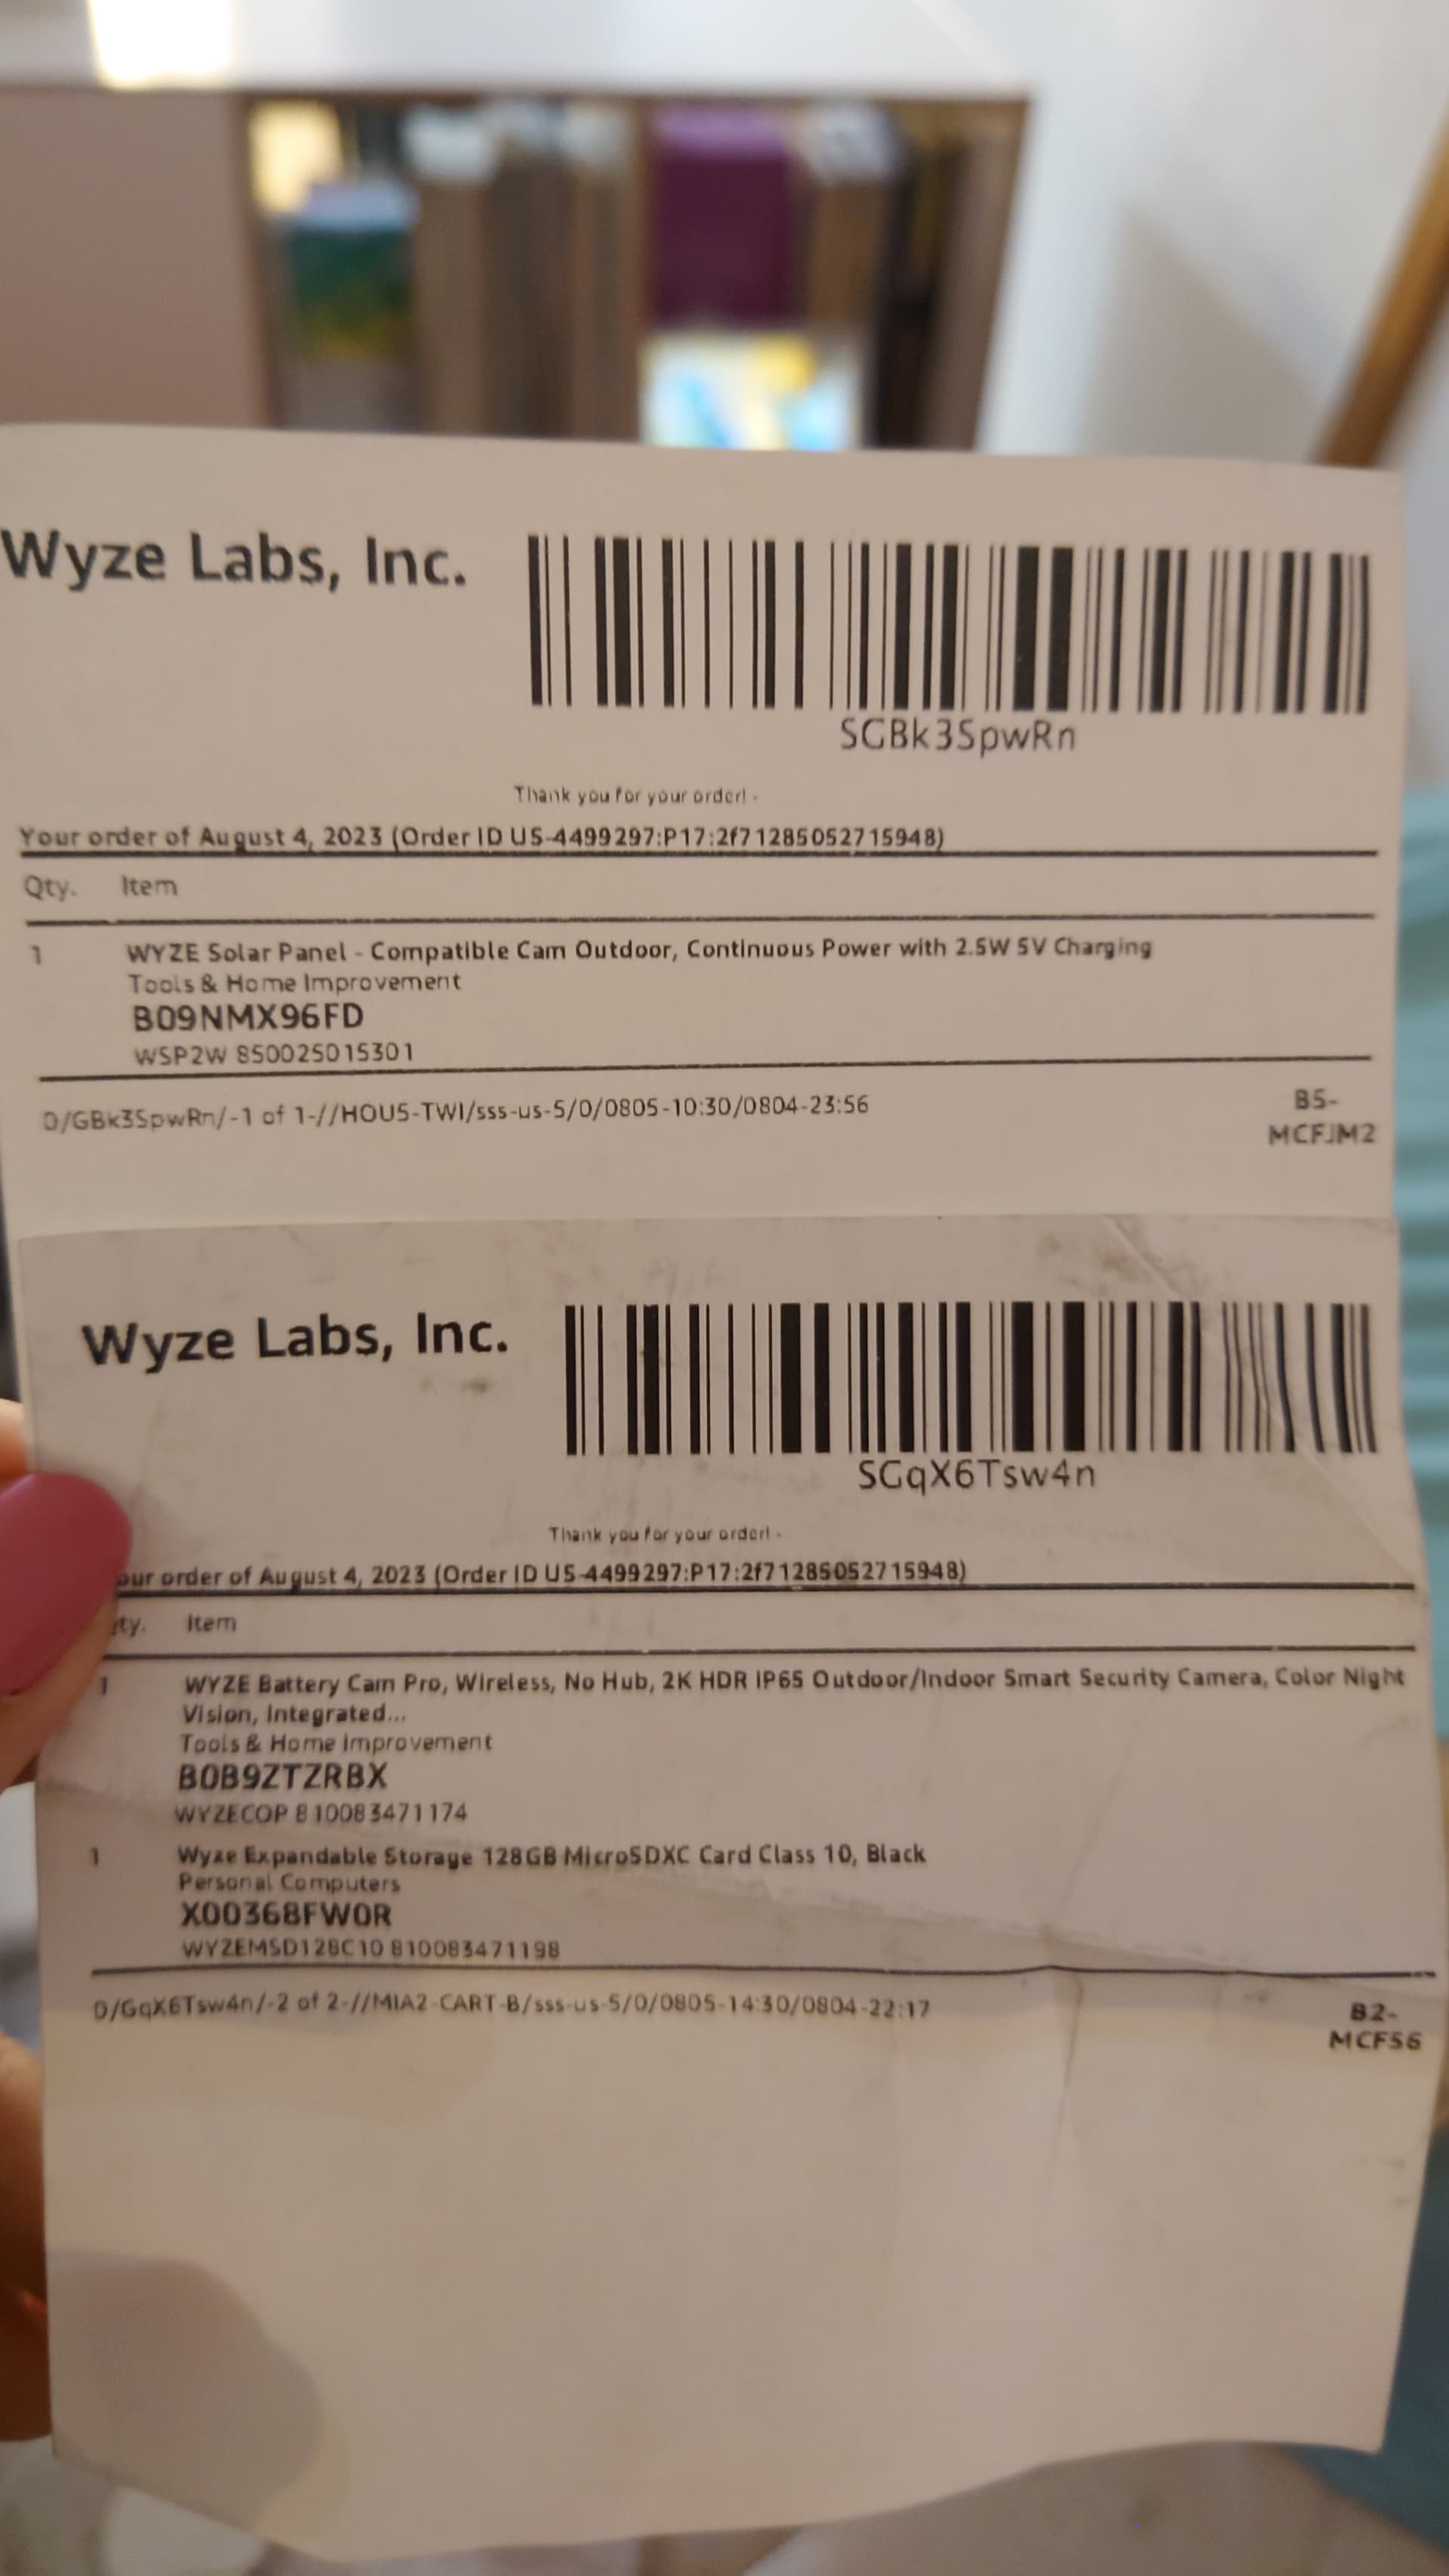 Wyze Labs, Inc.
SGBk3SpwRn
Thank you for your order! -
Your order of August 4, 2023 (Order ID US-4499297:P17:2f71285052715948)
Qty. Item
1 WYZE Solar Panel - Compatible Cam Outdoor, Continuous Power with 2.5W 5V Charging
Tools & Home Improvement
B09NMX96FD
WSP2W 850025015301
0/GBk3SpwRn/-1 of 1-//HOU5-TWI/sss-us-5/0/0805-10:30/0804-23:56
B5-
MCFJM2
Wyze Labs, Inc.
SGqX6Tsw4n
Thank you for your order! -
our order of August 4, 2023 (Order ID US-4499297:P17:2f71285052715948)
ty. Item
1 WYZE Battery Cam Pro, Wireless, No Hub, 2K HDR IP65 Outdoor/Indoor Smart Security Camera, Color Night
Vision, Integrated...
Tools & Home Improvement
B0B9ZTZRBX
WYZECOP 810083471174
1 Wyze Expandable Storage 128GB MicroSDXC Card Class 10, Black
Personal Computers
X00368FW0R
WYZEMSD128C10 810083471198
0/GqX6Tsw4n/-2 of 2-//MIA2-CART-B/sss-us-5/0/0805-14:30/0804-22:17
B2-
MCF56